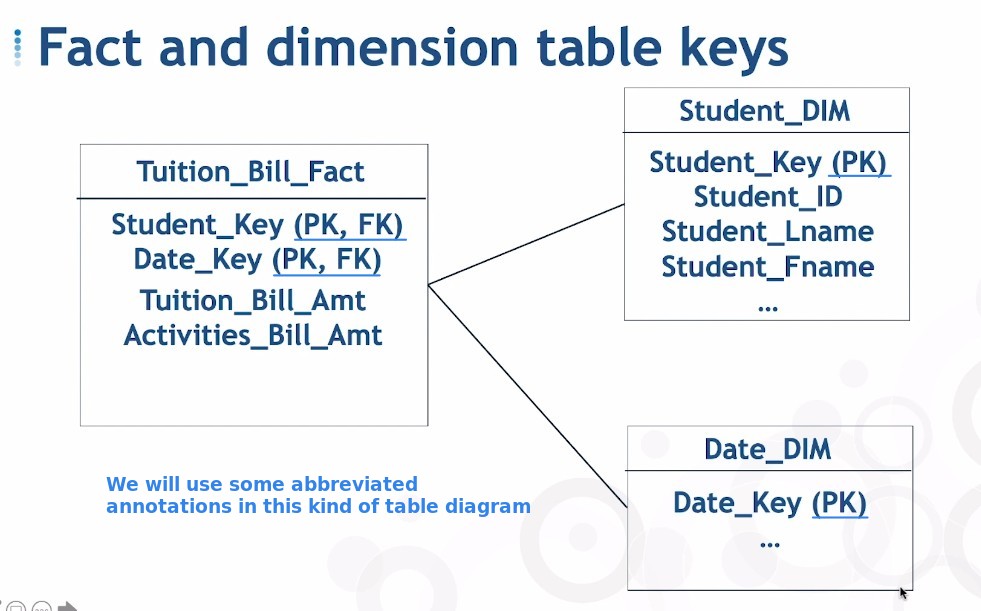 Fact and dimension table keys
Tuition_Bill_Fact
Student_Key (PK, FK)
Date_Key (PK, FK)
Tuition_Bill_Amt
Activities_Bill_Amt
Student_DIM
Student_Key (PK)
Student_ID
Student_Lname
Student_Fname
...
Date_DIM
Date_Key (PK)
...
We will use some abbreviated
annotations in this kind of table diagram